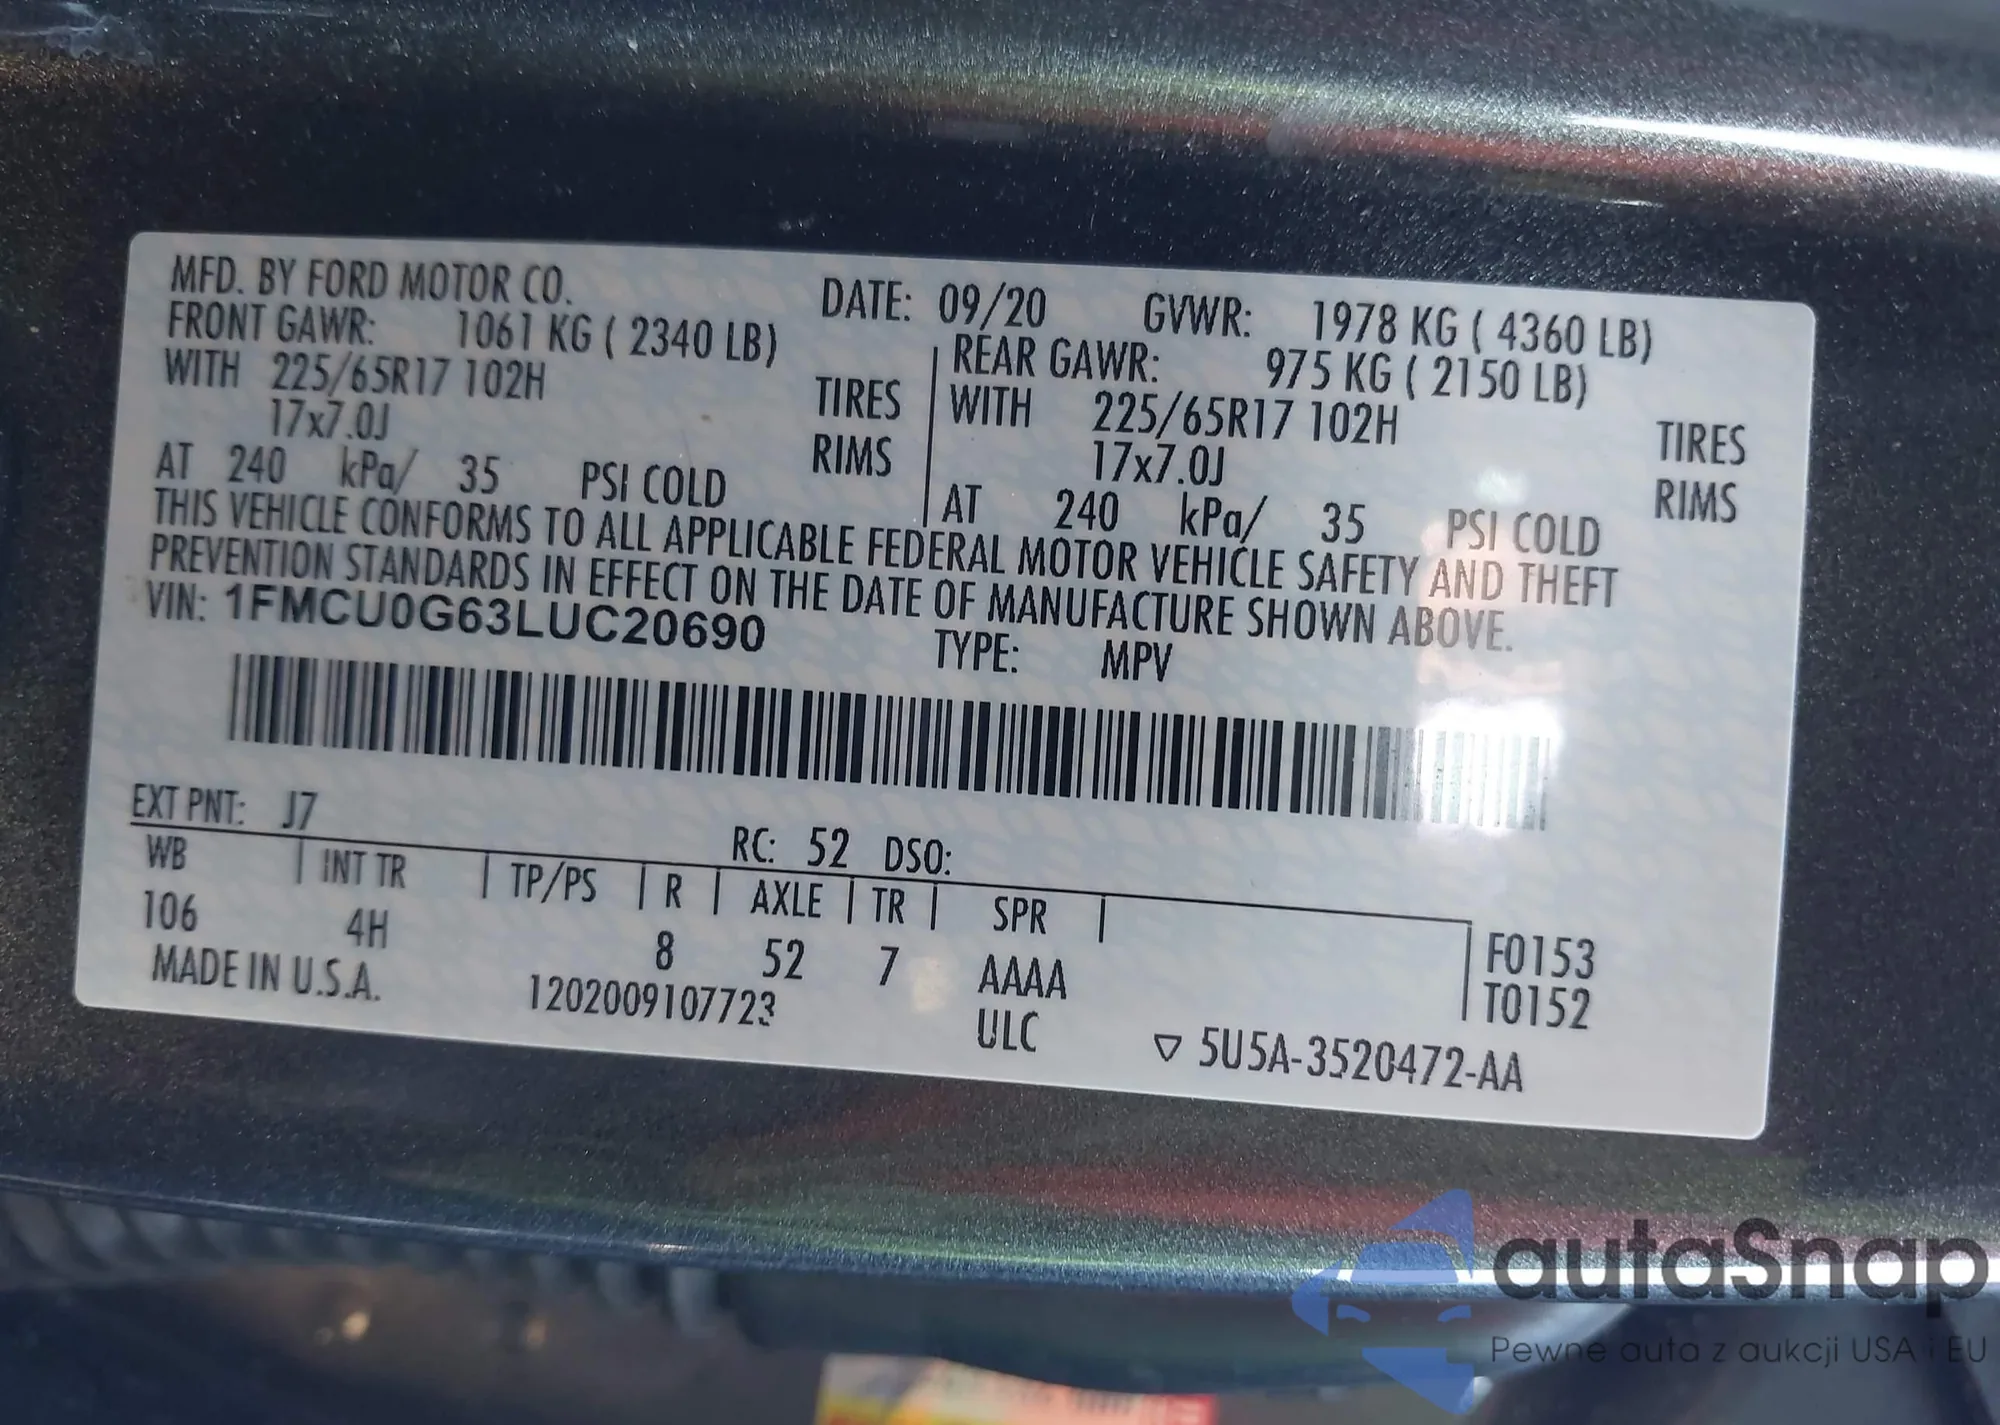 MFD. BY FORD MOTOR CO. DATE: 09/20 GVWR: 1978 KG ( 4360 LB)
FRONT GAWR: 1061 KG ( 2340 LB) REAR GAWR: 975 KG ( 2150 LB)
WITH 225/65R17 102H TIRES WITH 225/65R17 102H TIRES
17x7.0J RIMS 17x7.0J RIMS
AT 240 kPa/ 35 PSI COLD AT 240 kPa/ 35 PSI COLD
THIS VEHICLE CONFORMS TO ALL APPLICABLE FEDERAL MOTOR VEHICLE SAFETY AND THEFT
PREVENTION STANDARDS IN EFFECT ON THE DATE OF MANUFACTURE SHOWN ABOVE.
VIN: 1FMCU0G63LUC20690 TYPE: MPV
EXT PNT: J7 RC: 52 DSO:
WB INT TR TP/PS R AXLE TR SPR
106 4H 8 52 7 AAAA F0153
MADE IN U.S.A. 1202009107723 ULC T0152
5U5A-3520472-AA
autaSnap
Pewne auta z aukcji USA i EU